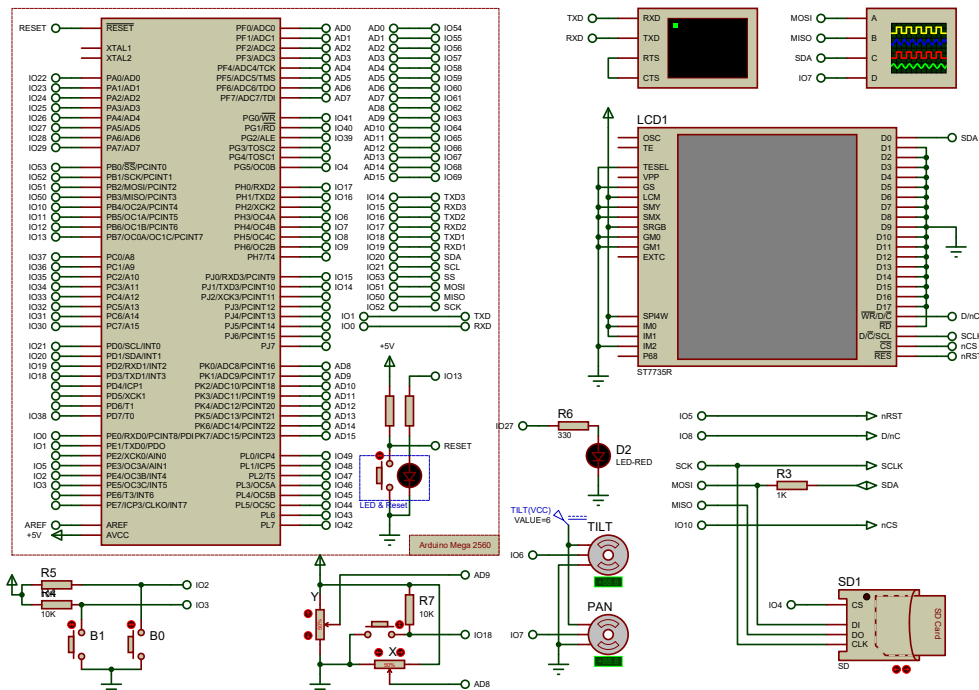 RESET
RESET
XTAL1
XTAL2
IO22
PA0/AD0
IO23
PA1/AD1
IO24
PA2/AD2
IO25
PA3/AD3
IO26
PA4/AD4
IO27
PA5/AD5
IO28
PA6/AD6
IO29
PA7/AD7
IO53
PB0/SS/PCINT0
IO52
PB1/SCK/PCINT1
IO51
PB2/MOSI/PCINT2
IO50
PB3/MISO/PCINT3
IO10
PB4/OC2A/PCINT4
IO11
PB5/OC1A/PCINT5
IO12
PB6/OC1B/PCINT6
IO13
PB7/OC0A/OC1C/PCINT7
IO37
PC0/A8
IO36
PC1/A9
IO35
PC2/A10
IO34
PC3/A11
IO33
PC4/A12
IO32
PC5/A13
IO31
PC6/A14
IO30
PC7/A15
IO21
PD0/SCL/INT0
IO20
PD1/SDA/INT1
IO19
PD2/RXD1/INT2
IO18
PD3/TXD1/INT3
PD4/ICP1
PD5/XCK1
PD6/T1
IO38
PD7/T0
IO0
PE0/RXD0/PCINT8/PDI
IO1
PE1/TXD0/PDO
PE2/XCK0/AIN0
IO5
PE3/OC3A/AIN1
IO2
PE4/OC3B/INT4
IO3
PE5/OC3C/INT5
PE6/T3/INT6
PE7/ICP3/CLKO/INT7
AREF
AREF
+5V
AVCC
PF0/ADC0
AD0
PF1/ADC1
AD1
PF2/ADC2
AD2
PF3/ADC3
AD3
PF4/ADC4/TCK
AD4
PF5/ADC5/TMS
AD5
PF6/ADC6/TDO
AD6
PF7/ADC7/TDI
AD7
PG0/WR
IO41
PG1/RD
IO40
PG2/ALE
IO39
PG3/TOSC2
PG4/TOSC1
PG5/OC0B
IO4
PH0/RXD2
IO17
PH1/TXD2
IO16
PH2/XCK2
PH3/OC4A
IO6
PH4/OC4B
IO7
PH5/OC4C
IO8
PH6/OC2B
IO9
PH7/T4
PJ0/RXD3/PCINT9
IO15
PJ1/TXD3/PCINT10
IO14
PJ2/XCK3/PCINT11
PJ3/PCINT12
PJ4/PCINT13
PJ5/PCINT14
PJ6/PCINT15
PJ7
PK0/ADC8/PCINT16
AD8
PK1/ADC9/PCINT17
AD9
PK2/ADC10/PCINT18
AD10
PK3/ADC11/PCINT19
AD11
PK4/ADC12/PCINT20
AD12
PK5/ADC13/PCINT21
AD13
PK6/ADC14/PCINT22
AD14
PK7/ADC15/PCINT23
AD15
PL0/ICP4
IO49
PL1/ICP5
IO48
PL2/T5
IO47
PL3/OC5A
IO46
PL4/OC5B
IO45
PL5/OC5C
IO44
PL6
IO43
PL7
IO42
AD0
IO54
AD1
IO55
AD2
IO56
AD3
IO57
AD4
IO58
AD5
IO59
AD6
IO60
AD7
IO61
AD8
IO62
AD9
IO63
AD10
IO64
AD11
IO65
AD12
IO66
AD13
IO67
AD14
IO68
AD15
IO69
IO14
TXD3
IO15
RXD3
IO16
TXD2
IO17
RXD2
IO18
TXD1
IO19
RXD1
IO20
SDA
IO21
SCL
IO53
SS
IO51
MOSI
IO50
MISO
IO52
SCK
IO1
TXD
IO0
RXD
+5V
IO13
RESET
LED & Reset
Arduino Mega 2560
TXD
RXD
RXD
TXD
RTS
CTS
MOSI
A
MISO
B
SDA
C
IO7
D
LCD1
OSC
TE
TESEL
VPP
GS
LCM
SMY
SMX
SRGB
GM0
GM1
EXTC
SPI4W
IM0
IM1
IM2
P68
ST7735R
D0
SDA
D1
D2
D3
D4
D5
D6
D7
D8
D9
D10
D11
D12
D13
D14
D15
D16
D17
WR/D/C
D/nC
RD
D/C/SCL
SCLK
CS
nCS
RES
nRST
IO27
R6
330
D2
LED-RED
TILT(VCC)
VALUE=6
TILT
IO6
PAN
IO7
IO5
nRST
IO8
D/nC
SCK
SCLK
MOSI
R3
SDA
1K
MISO
IO10
nCS
SD1
IO4
CS
DI
DO
CLK
SD
SD Card
R5
R4
10K
IO2
IO3
B1
B0
Y
50%
AD9
R7
10K
IO18
X
50%
AD8